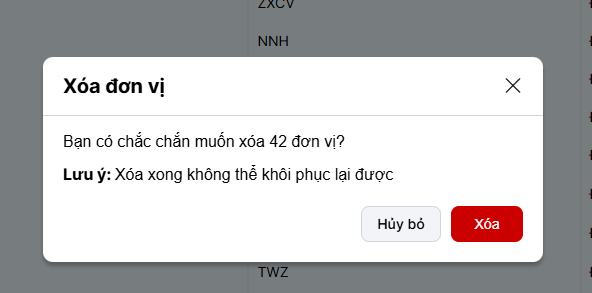 ZXCV
NNH
Xóa đơn vị
Bạn có chắc chắn muốn xóa 42 đơn vị?
Lưu ý: Xóa xong không thể khôi phục lại được
Hủy bỏ Xóa
TWZ